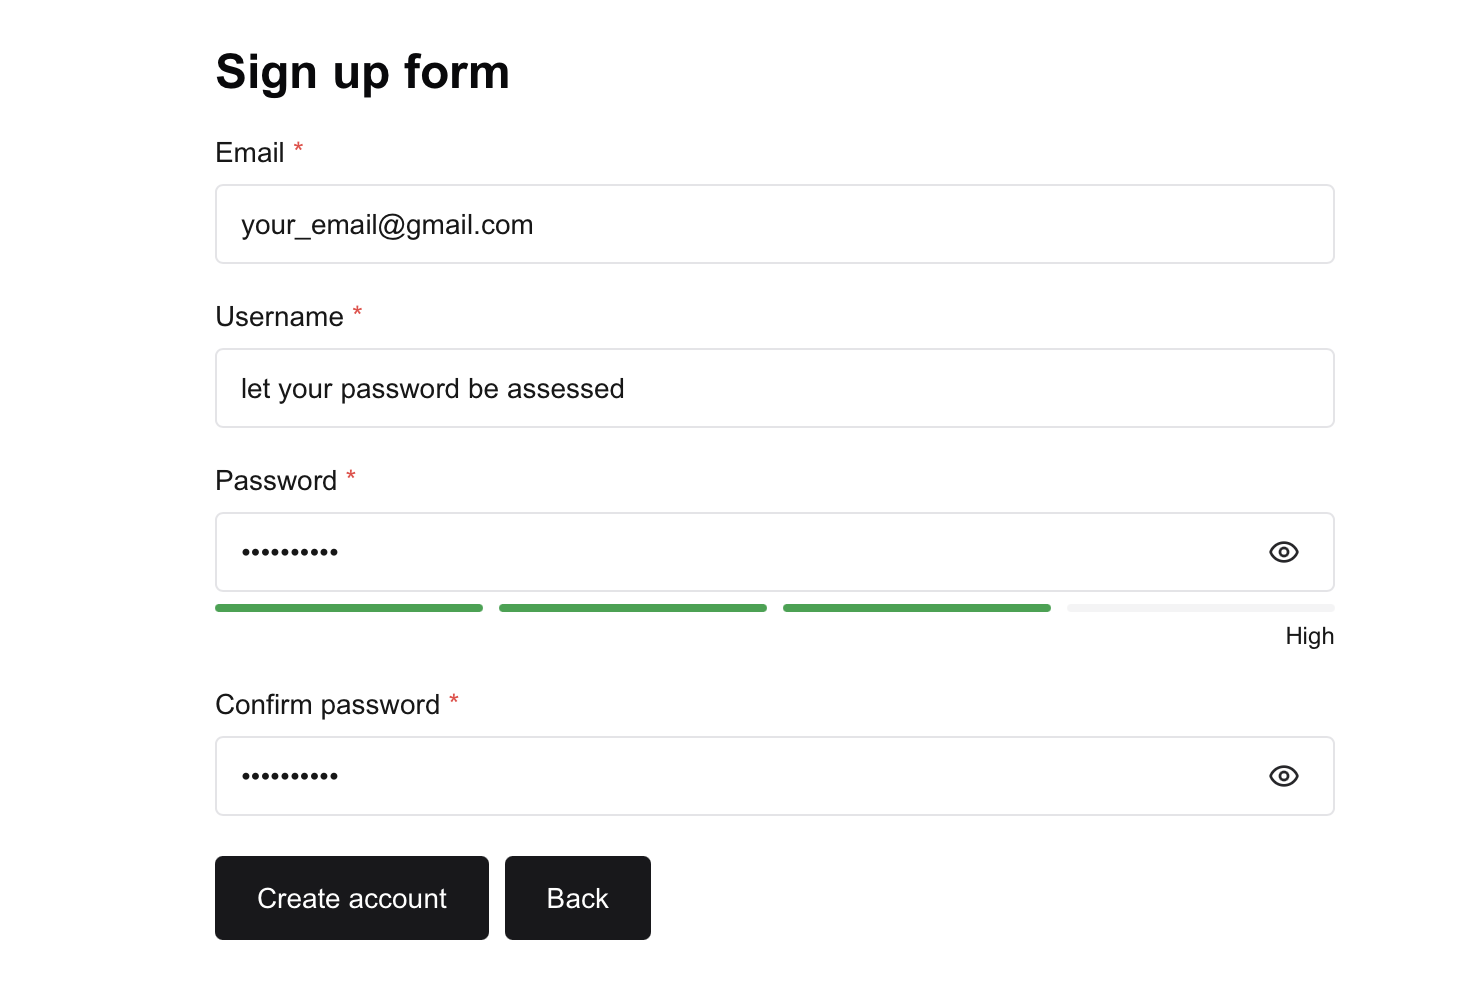 Sign up form
Email *
your_email@gmail.com
Username *
let your password be assessed
Password *
••••••••••
High
Confirm password *
••••••••••
Create account
Back